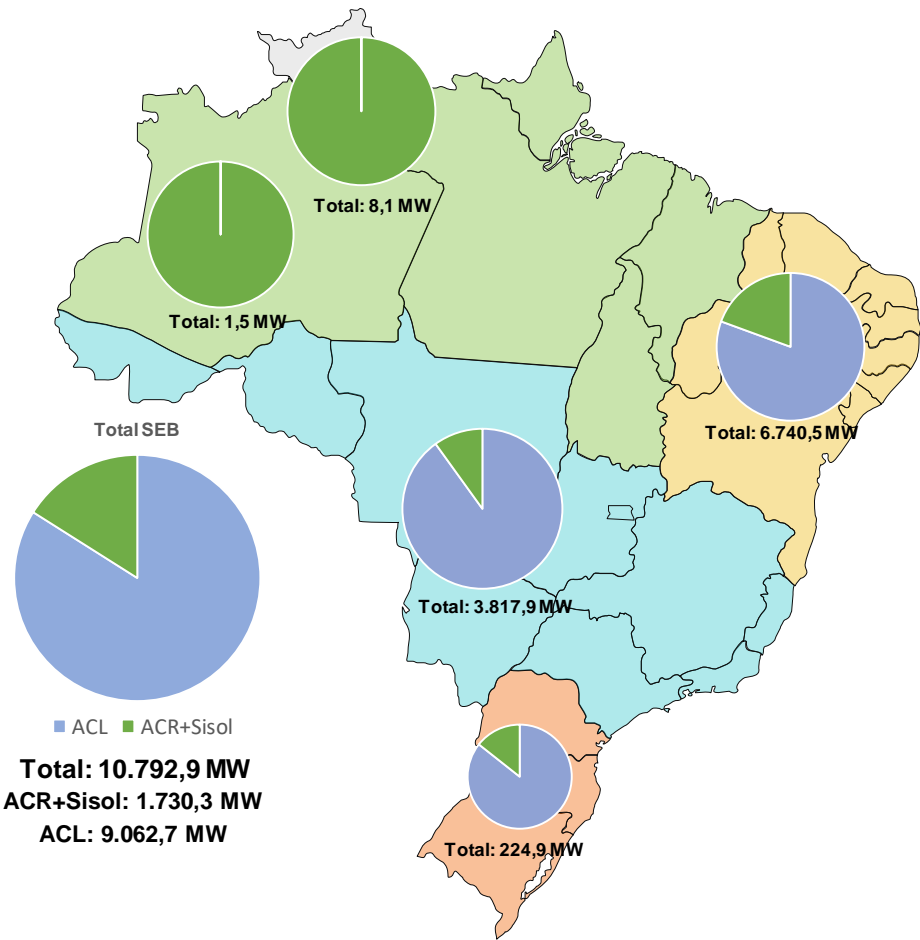 Total: 8,1 MW
Total: 1,5 MW
Total: 6.740,5 MW
Total SEB
Total: 3.817,9 MW
ACL ACR+Sisol
Total: 10.792,9 MW
ACR+Sisol: 1.730,3 MW
ACL: 9.062,7 MW
Total: 224,9 MW